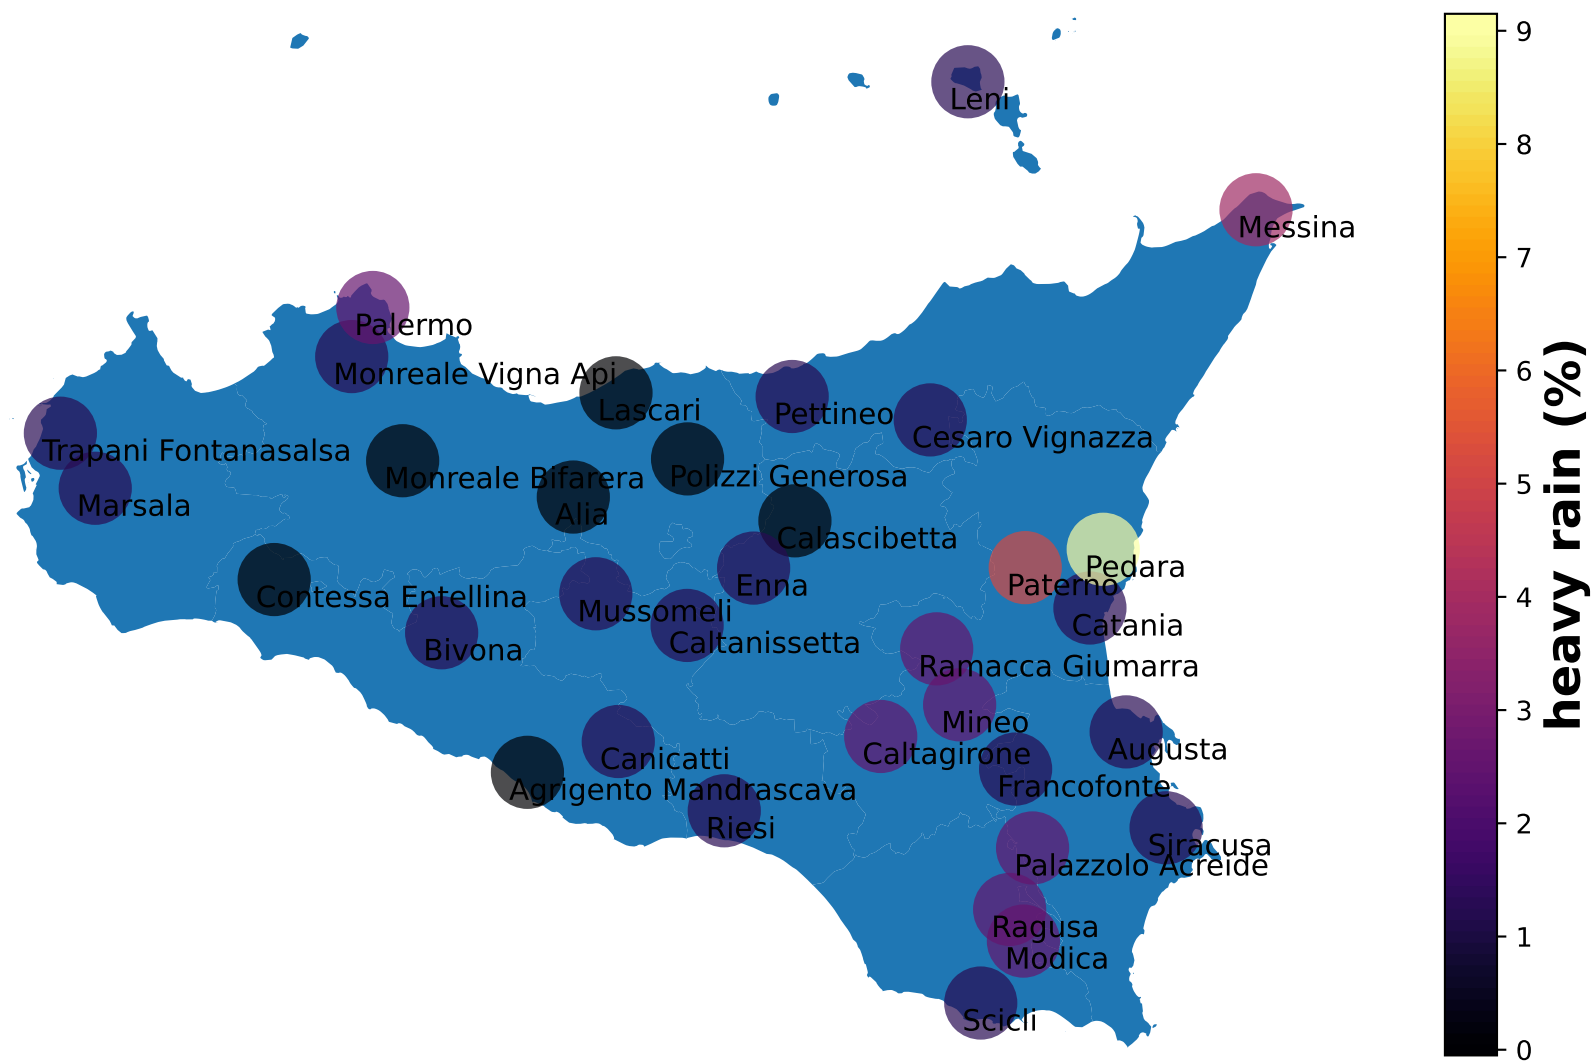 Leni
Messina
Palermo
Monreale Vigna Api
Lascari
Pettineo
Cesaro Vignazza
Trapani Fontanasalsa
Monreale Bifarera
Polizzi Generosa
Marsala
Alia
Calascibetta
Pedara
Enna
Paterno
Contessa Entellina
Mussomeli
Catania
Caltanissetta
Bivona
Ramacca Giumarra
Mineo
Augusta
Caltagirone
Canicatti
Francofonte
Agrigento Mandrascava
Riesi
Siracusa
Palazzolo Acreide
Ragusa
Modica
Scicli
9
8
7
6
5
4
3
2
1
0
heavy rain (%)